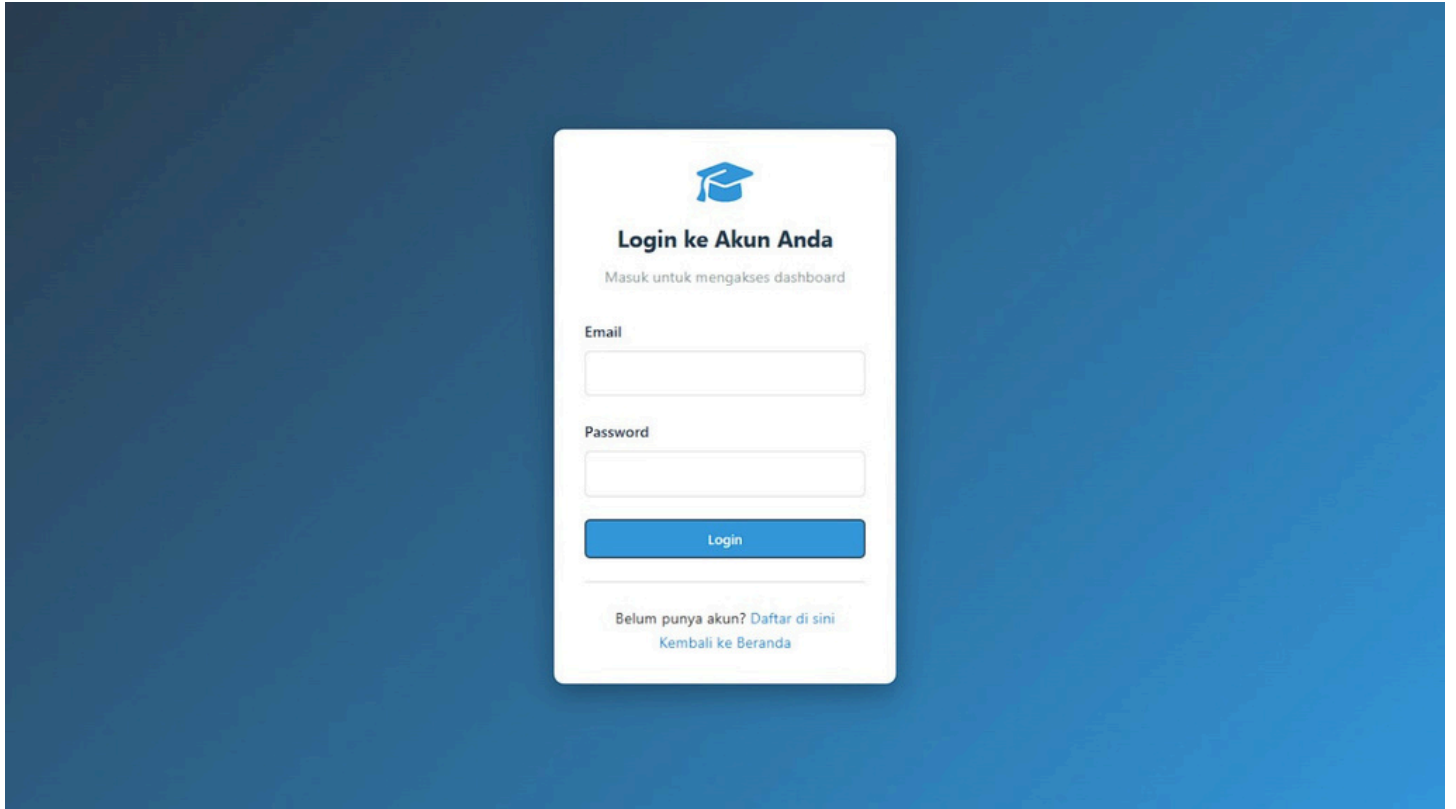 Login ke Akun Anda
Masuk untuk mengakses dashboard
Email
Password
Login
Belum punya akun? Daftar di sini
Kembali ke Beranda